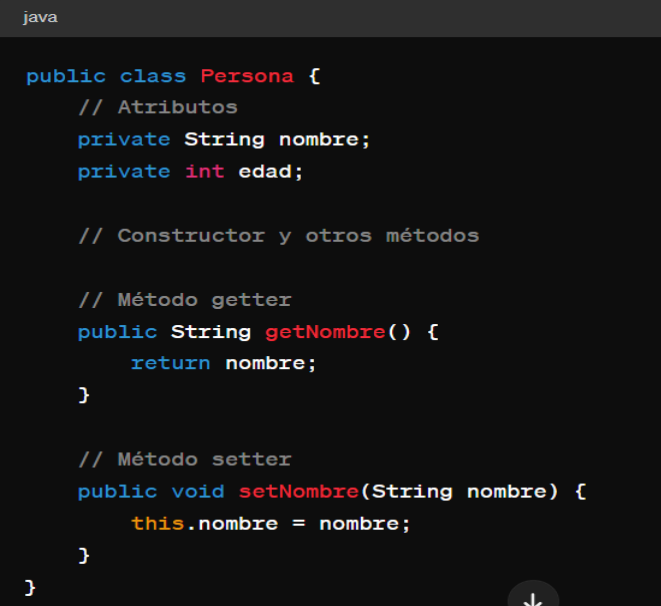 java
public class Persona {
// Atributos
private String nombre;
private int edad;
// Constructor y otros métodos
// Método getter
public String getNombre() {
return nombre;
}
// Método setter
public void setNombre(String nombre) {
this.nombre = nombre;
}
}